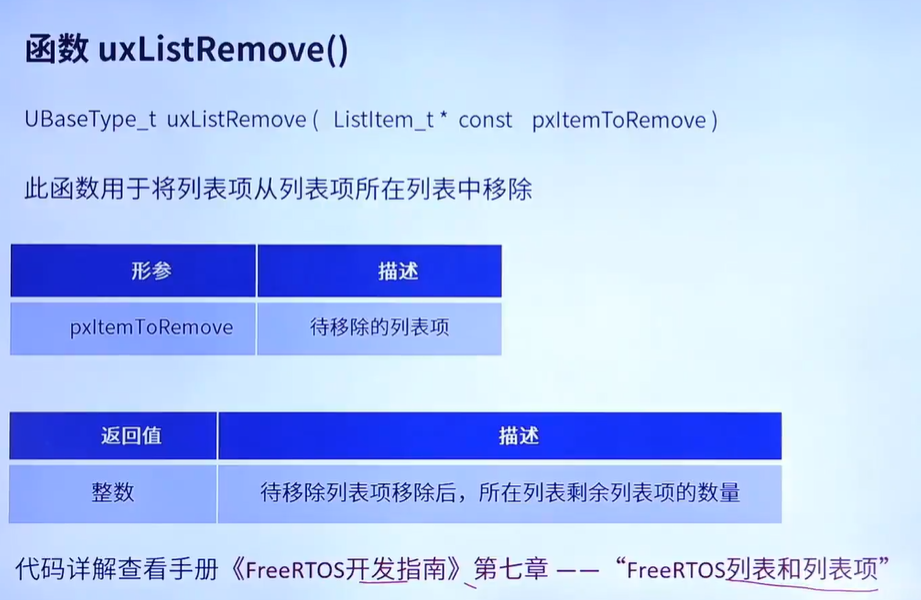 函数 uxListRemove()
UBaseType_t uxListRemove ( ListItem_t * const pxItemToRemove )
此函数用于将列表项从列表项所在列表中移除
形参 描述
pxItemToRemove 待移除的列表项
返回值 描述
整数 待移除列表项移除后，所在列表剩余列表项的数量
代码详解查看手册《FreeRTOS开发指南》第七章 —— “FreeRTOS列表和列表项”